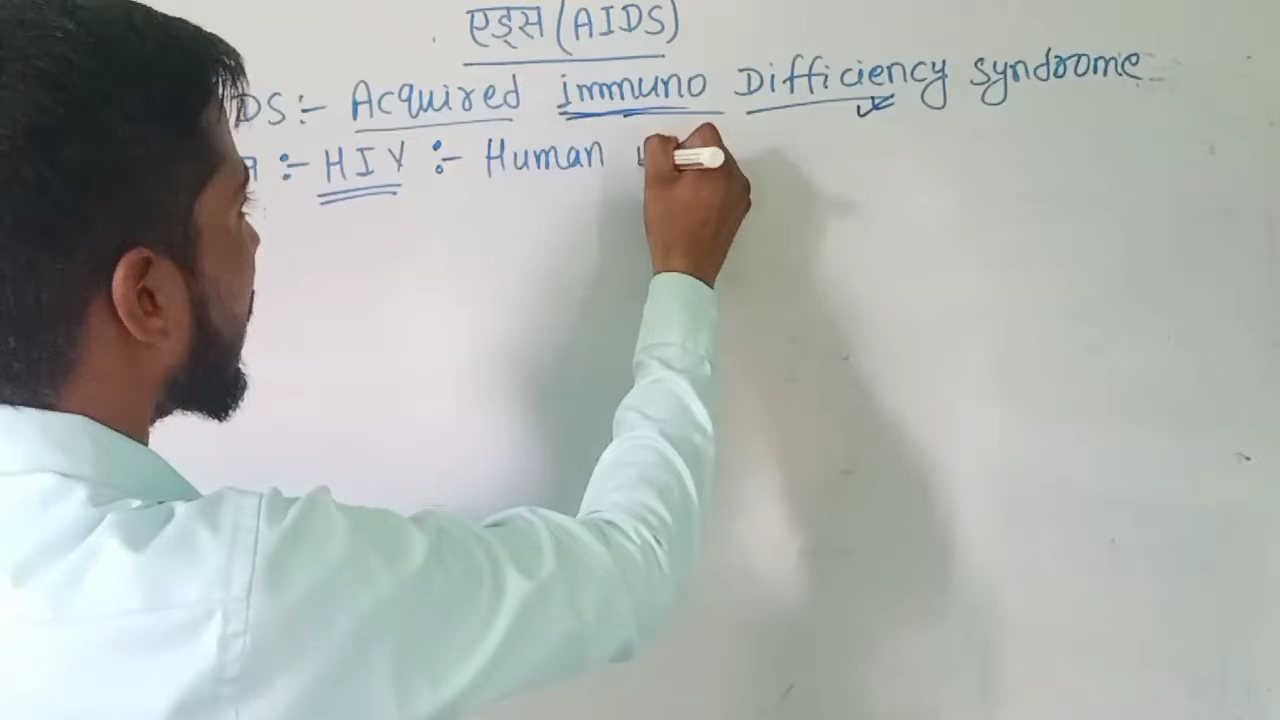 एड्स (AIDS)
DS :- Acquired immuno Difficiency syndrome
:- HIV :- Human